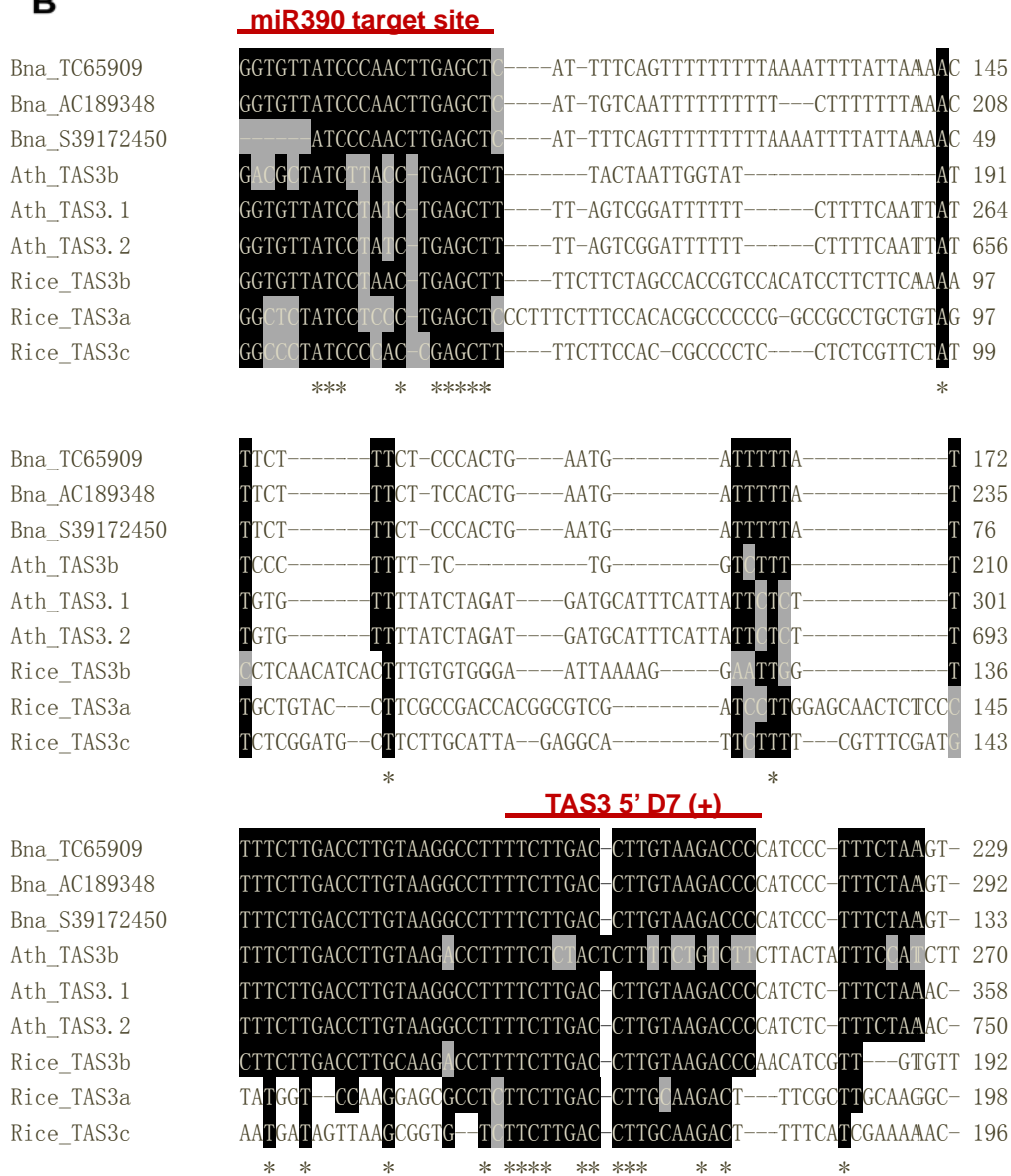 B
miR390 target site
Bna_TC65909 GGTGTTATCCCAACTTGAGCTC----AT-TTTCAGTTTTTTTTTAAAATTTTATTAAAAC 145
Bna_AC189348 GGTGTTATCCCAACTTGAGCTC----AT-TGTCAATTTTTTTTTT---CTTTTTTTAAAC 208
Bna_S39172450 ------ATCCCAACTTGAGCTC----AT-TTTCAGTTTTTTTTTAAAATTTTATTAAAAC 49
Ath_TAS3b GACGCTATCTTACC-TGAGCTT-------TACTAATTGGTAT----------------AT 191
Ath_TAS3.1 GGTGTTATCCTATC-TGAGCTT----TT-AGTCGGATTTTTT------CTTTTCAATTAT 264
Ath_TAS3.2 GGTGTTATCCTATC-TGAGCTT----TT-AGTCGGATTTTTT------CTTTTCAATTAT 656
Rice_TAS3b GGTGTTATCCTAAC-TGAGCTT----TTCTTCTAGCCACCGTCCACATCCTTCTTCAAAA 97
Rice_TAS3a GGCTCTATCCTCCC-TGAGCTCCCTTTCTTTCCACACGCCCCCCG-GCCGCCTGCTGTAG 97
Rice_TAS3c GGCCCTATCCCCAC-CGAGCTT----TTCTTCCAC-CGCCCCTC----CTCTCGTTCTAT 99
*** * ***** *
Bna_TC65909 TTCT-------TTCT-CCCACTG----AATG---------ATTTTTA------------T 172
Bna_AC189348 TTCT-------TTCT-TCCACTG----AATG---------ATTTTTA------------T 235
Bna_S39172450 TTCT-------TTCT-CCCACTG----AATG---------ATTTTTA------------T 76
Ath_TAS3b TCCC-------TTTT-TC---------TG---------GTCTTT-------------T 210
Ath_TAS3.1 TGTG-------TTTTATCTAGAT----GATGCATTTCATTATTCTCT------------T 301
Ath_TAS3.2 TGTG-------TTTTATCTAGAT----GATGCATTTCATTATTCTCT------------T 693
Rice_TAS3b CCTCAACATCACTTTGTGTGGGA----ATTAAAAG-----GAATTGG------------T 136
Rice_TAS3a TGCTGTAC---CTTCGCCGACCACGGCGTCG---------ATCCTTGGAGCAACTCTCCC 145
Rice_TAS3c TCTCGGATG--CTTCTTGCATTA--GAGGCA---------TTCTTTT---CGTTTCGATG 143
* *
TAS3 5’ D7 (+)
Bna_TC65909 TTTCTTGACCTTGTAAGGCCTTTTCTTGAC-CTTGTAAGACCCCATCCC-TTTCTAAGT- 229
Bna_AC189348 TTTCTTGACCTTGTAAGGCCTTTTCTTGAC-CTTGTAAGACCCCATCCC-TTTCTAAGT- 292
Bna_S39172450 TTTCTTGACCTTGTAAGGCCTTTTCTTGAC-CTTGTAAGACCCCATCCC-TTTCTAAGT- 133
Ath_TAS3b TTTCTTGACCTTGTAAGACCTTTTCTCTACTCTTTTCTGTCTTCTTACTATTTCCATCTT 270
Ath_TAS3.1 TTTCTTGACCTTGTAAGGCCTTTTCTTGAC-CTTGTAAGACCCCATCTC-TTTCTAAAC- 358
Ath_TAS3.2 TTTCTTGACCTTGTAAGGCCTTTTCTTGAC-CTTGTAAGACCCCATCTC-TTTCTAAAC- 750
Rice_TAS3b CTTCTTGACCTTGCAAGACCTTTTCTTGAC-CTTGTAAGACCCAACATCGTT---GTGTT 192
Rice_TAS3a TATGGT--CCAAGGAGCGCCTCTTCTTGAC-CTTGCAAGACT---TTCGCTTGCAAGGC- 198
Rice_TAS3c AATGATAGTTAAGCGGTG--TCTTCTTGAC-CTTGCAAGACT---TTTCATCGAAAAAC- 196
* * * * **** ** *** * * *